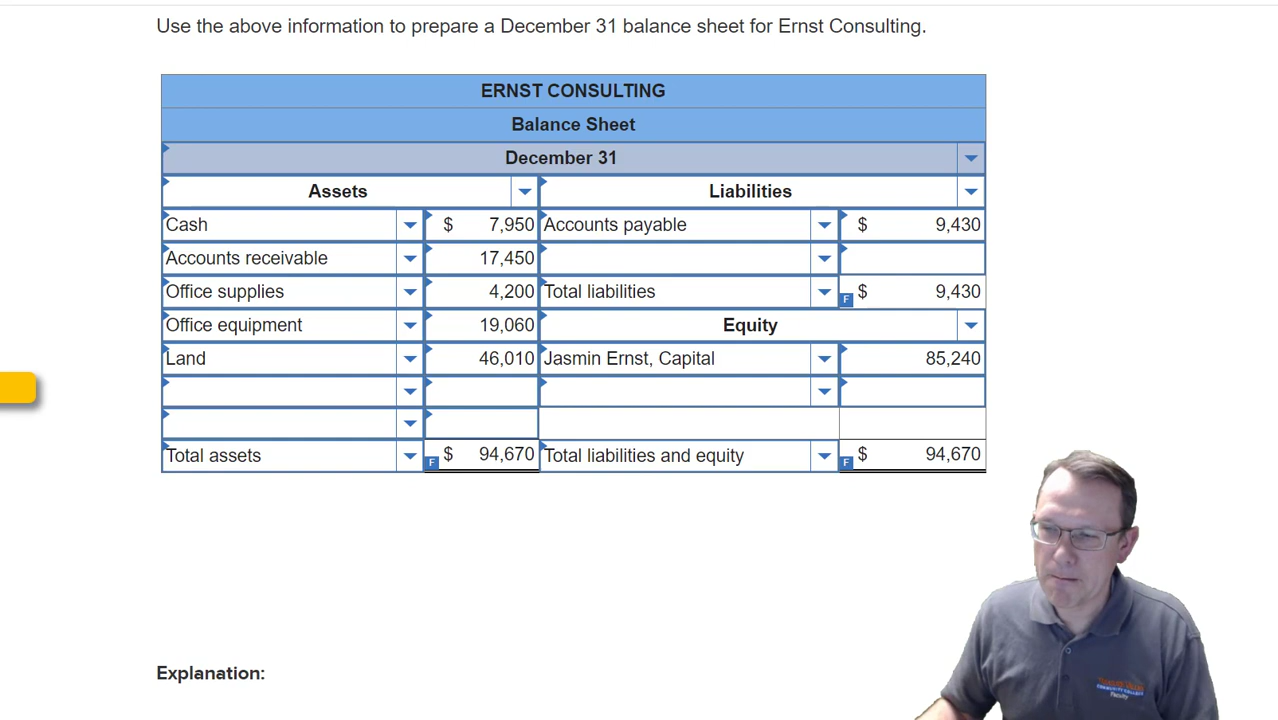 Use the above information to prepare a December 31 balance sheet for Ernst Consulting.
ERNST CONSULTING
Balance Sheet
December 31
Assets Liabilities
Cash $ 7,950 Accounts payable $ 9,430
Accounts receivable 17,450
Office supplies 4,200 Total liabilities F $ 9,430
Office equipment 19,060 Equity
Land 46,010 Jasmin Ernst, Capital 85,240
Total assets F $ 94,670 Total liabilities and equity F $ 94,670
Explanation:
Faculty